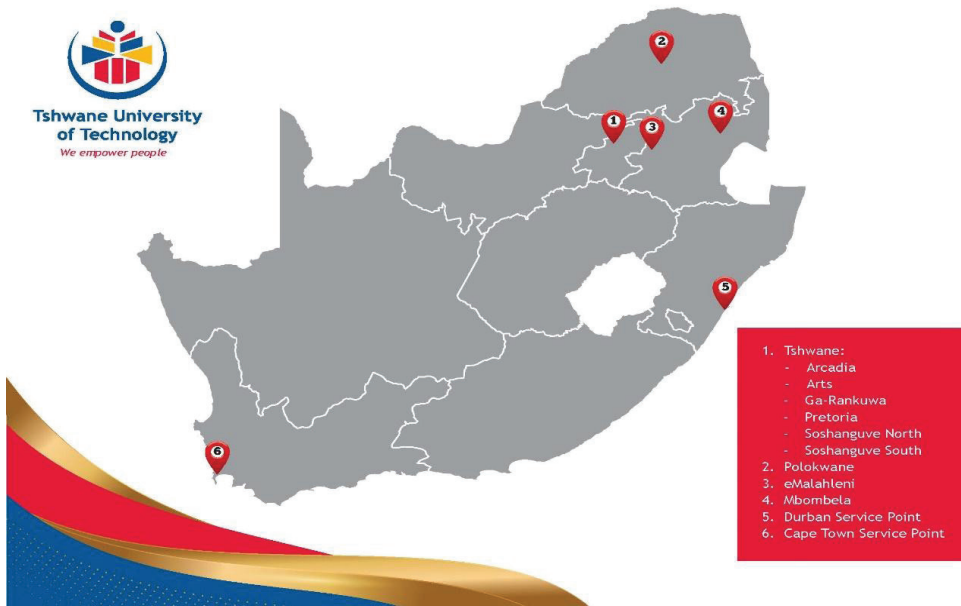 Tshwane University
of Technology
We empower people
2
1
3
4
5
6
1. Tshwane:
- Arcadia
- Arts
- Ga-Rankuwa
- Pretoria
- Soshanguve North
- Soshanguve South
2. Polokwane
3. eMalahleni
4. Mbombela
5. Durban Service Point
6. Cape Town Service Point